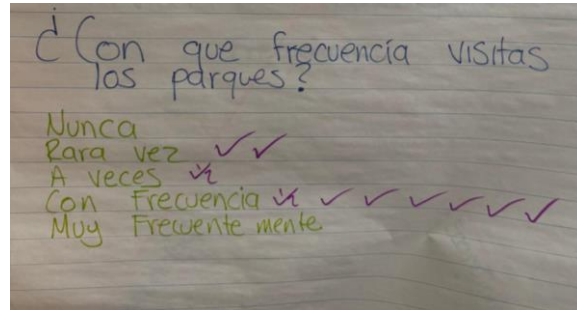 ¿Con que frecuencia visitas
los parques?
Nunca
Rara vez ✓ ✓
A veces
Con Frecuencia ✓ ✓ ✓ ✓ ✓ ✓
Muy Frecuente mente